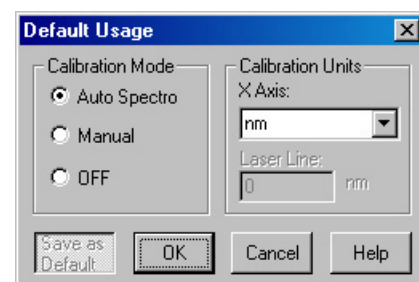 Default Usage
Calibration Mode
Auto Spectro
Manual
OFF
Calibration Units
X Axis:
nm
Laser Line:
0 nm
Save as
Default
OK
Cancel
Help